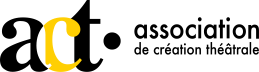 act• association
de création théâtrale